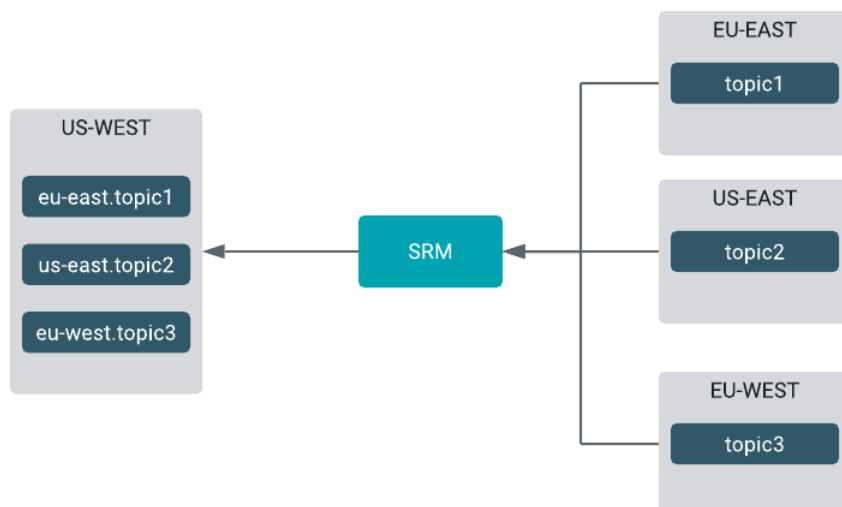 US-WEST
eu-east.topic1
us-east.topic2
eu-west.topic3
SRM
EU-EAST
topic1
US-EAST
topic2
EU-WEST
topic3